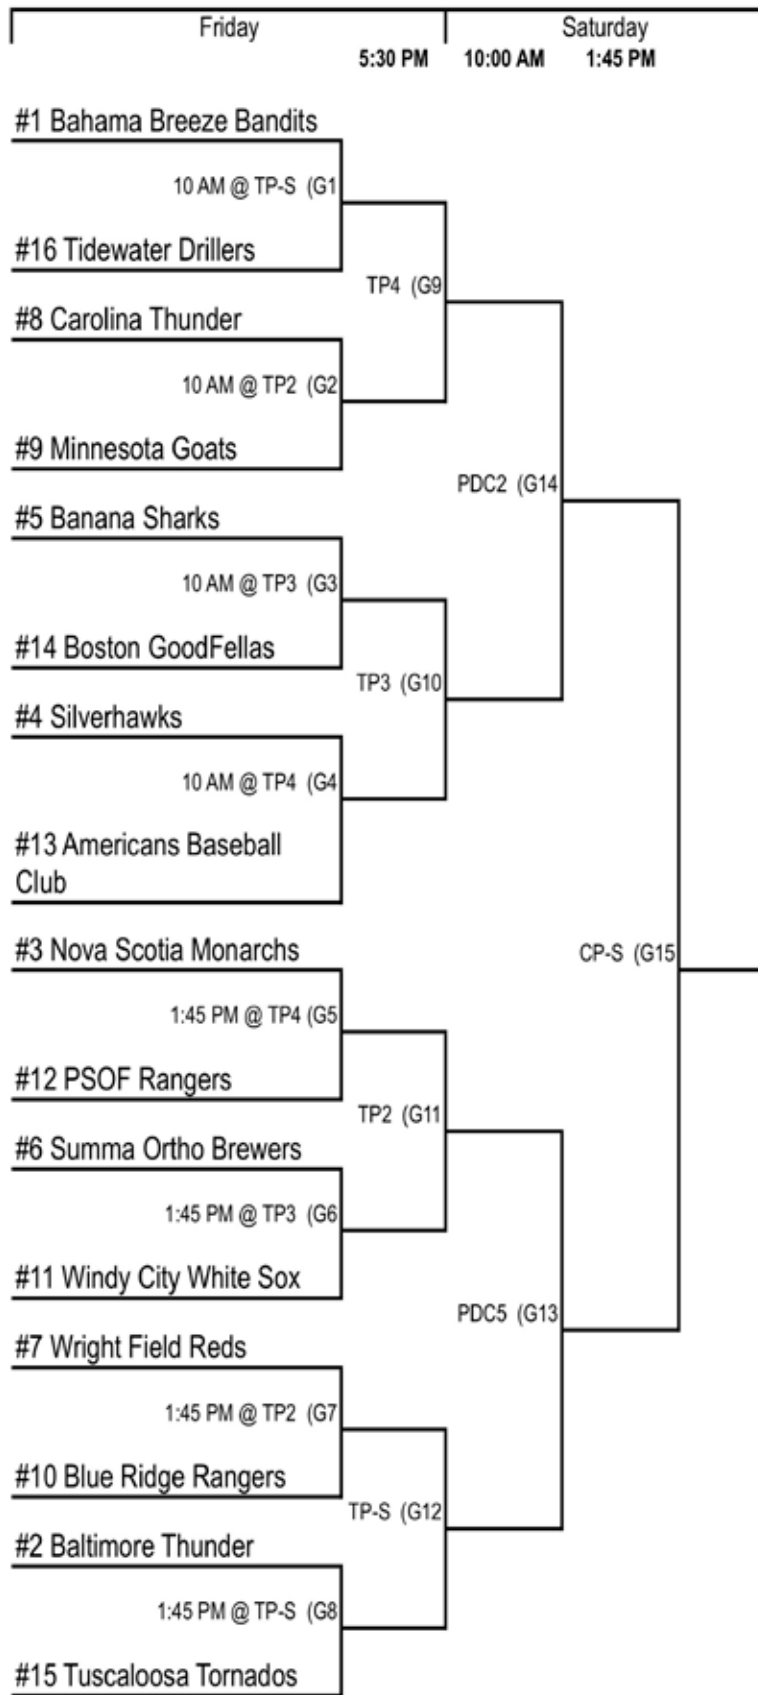 Friday
Saturday
5:30 PM
10:00 AM
1:45 PM
#1 Bahama Breeze Bandits
10 AM @ TP-S (G1
#16 Tidewater Drillers
TP4 (G9
#8 Carolina Thunder
10 AM @ TP2 (G2
#9 Minnesota Goats
PDC2 (G14
#5 Banana Sharks
10 AM @ TP3 (G3
#14 Boston GoodFellas
TP3 (G10
#4 Silverhawks
10 AM @ TP4 (G4
#13 Americans Baseball
Club
#3 Nova Scotia Monarchs
CP-S (G15
1:45 PM @ TP4 (G5
#12 PSOF Rangers
TP2 (G11
#6 Summa Ortho Brewers
1:45 PM @ TP3 (G6
#11 Windy City White Sox
PDC5 (G13
#7 Wright Field Reds
1:45 PM @ TP2 (G7
#10 Blue Ridge Rangers
TP-S (G12
#2 Baltimore Thunder
1:45 PM @ TP-S (G8
#15 Tuscaloosa Tornados